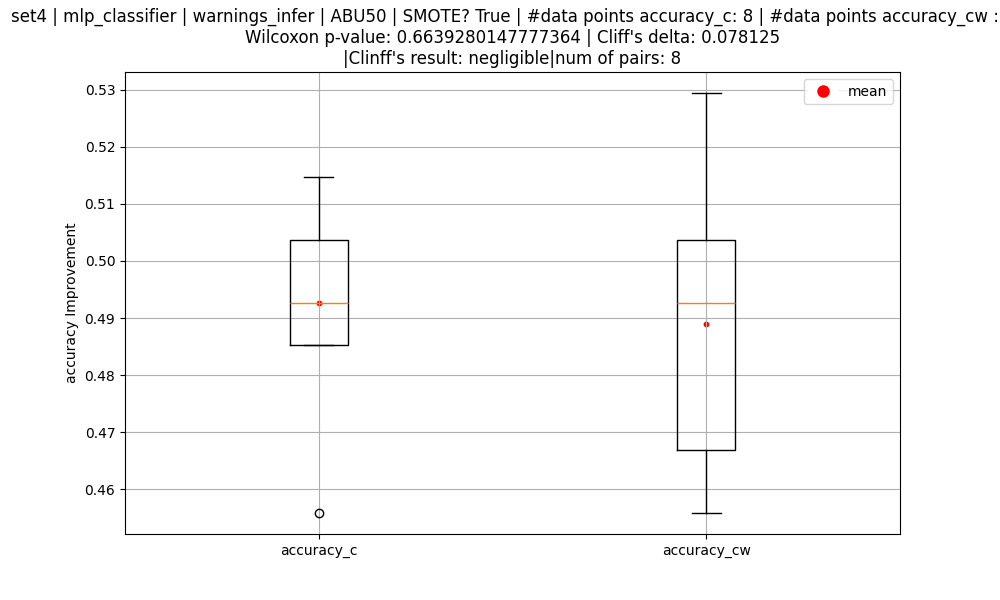 set4 | mlp_classifier | warnings_infer | ABU50 | SMOTE? True | #data points accuracy_c: 8 | #data points accuracy_cw :
Wilcoxon p-value: 0.6639280147777364 | Cliff's delta: 0.078125
|Clinff's result: negligible|num of pairs: 8
mean
0.53
0.52
0.51
0.50
0.49
0.48
0.47
0.46
accuracy Improvement
accuracy_c
accuracy_cw